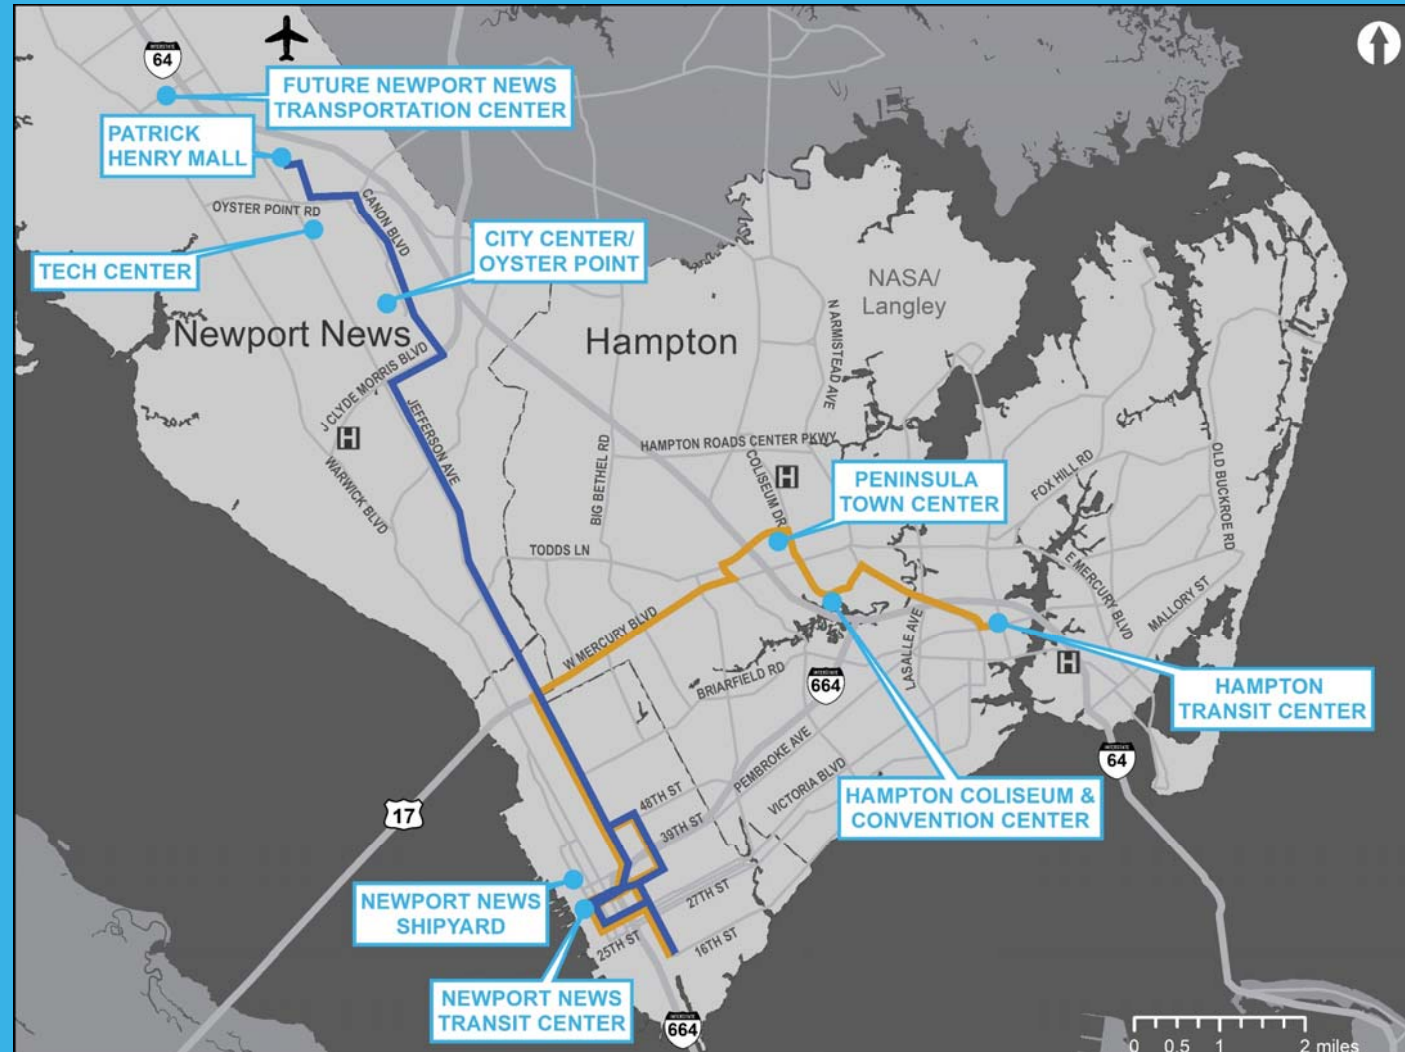 INTERSTATE
64
FUTURE NEWPORT NEWS
TRANSPORTATION CENTER
PATRICK
HENRY MALL
OYSTER POINT RD
CANON BLVD
TECH CENTER
CITY CENTER/
OYSTER POINT
NASA/
Langley
Newport News
Hampton
N ARMISTEAD AVE
J CLYDE MORRIS BLVD
H
JEFFERSON AVE
WARWICK BLVD
BIG BETHEL RD
HAMPTON ROADS CENTER PKWY
COLISEUM DR
H
PENINSULA
TOWN CENTER
FOX HILL RD
OLD BUCKROE RD
TODDS LN
E MERCURY BLVD
MALLORY ST
W MERCURY BLVD
BRIARFIELD RD
LASALLE AVE
H
INTERSTATE
664
HAMPTON
TRANSIT CENTER
PEMBROKE AVE
VICTORIA BLVD
INTERSTATE
64
17
48TH ST
39TH ST
HAMPTON COLISEUM &
CONVENTION CENTER
NEWPORT NEWS
SHIPYARD
27TH ST
25TH ST
16TH ST
NEWPORT NEWS
TRANSIT CENTER
INTERSTATE
664
0 0.5 1 2 miles